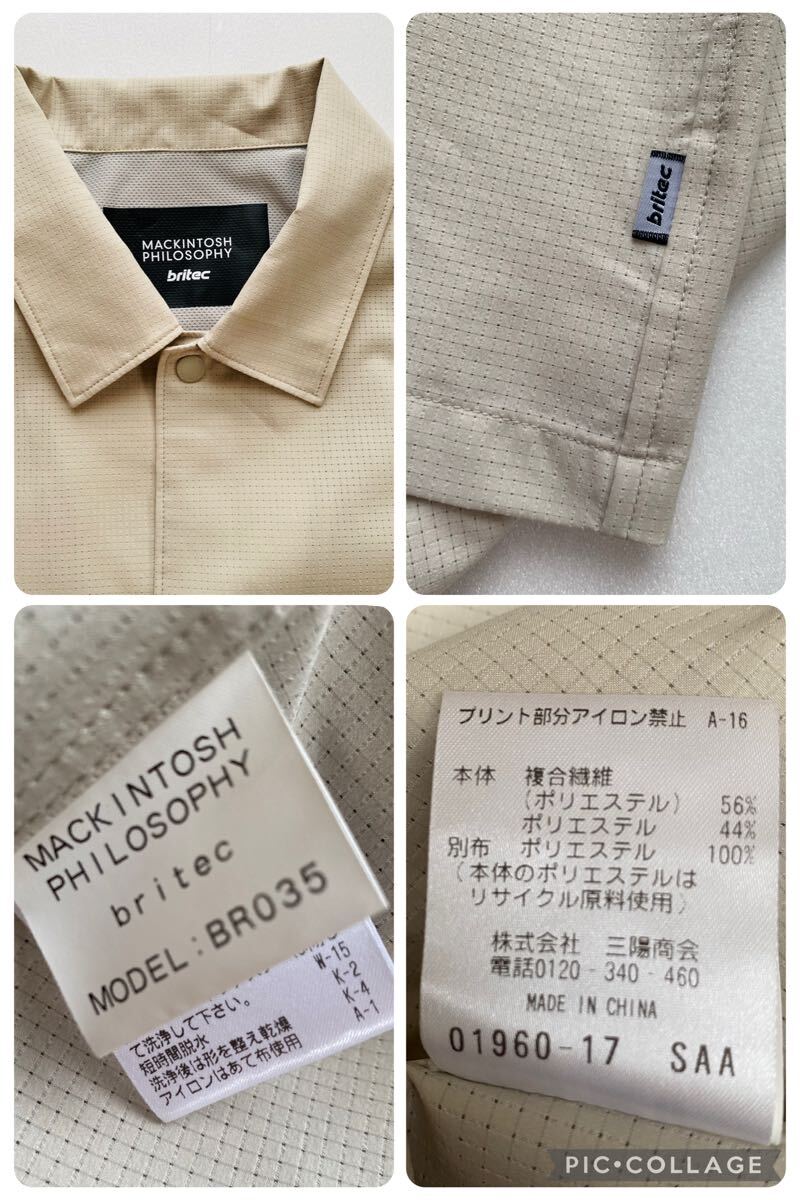 MACKINTOSH
PHILOSOPHY
britec
britec
MACKINTOSH
PHILOSOPHY
britec
MODEL:BR035
W-15
K-2
K-4
A-1
て洗浄して下さい。
短時間脱水
洗浄後は形を整え乾燥
アイロンはあて布使用
プリント部分アイロン禁止 A-16
本体 複合繊維
(ポリエステル) 56%
ポリエステル 44%
別布 ポリエステル 100%
(本体のポリエステルは
リサイクル原料使用)
株式会社 三陽商会
電話0120-340-460
MADE IN CHINA
01960-17 SAA
PIC•COLLAGE